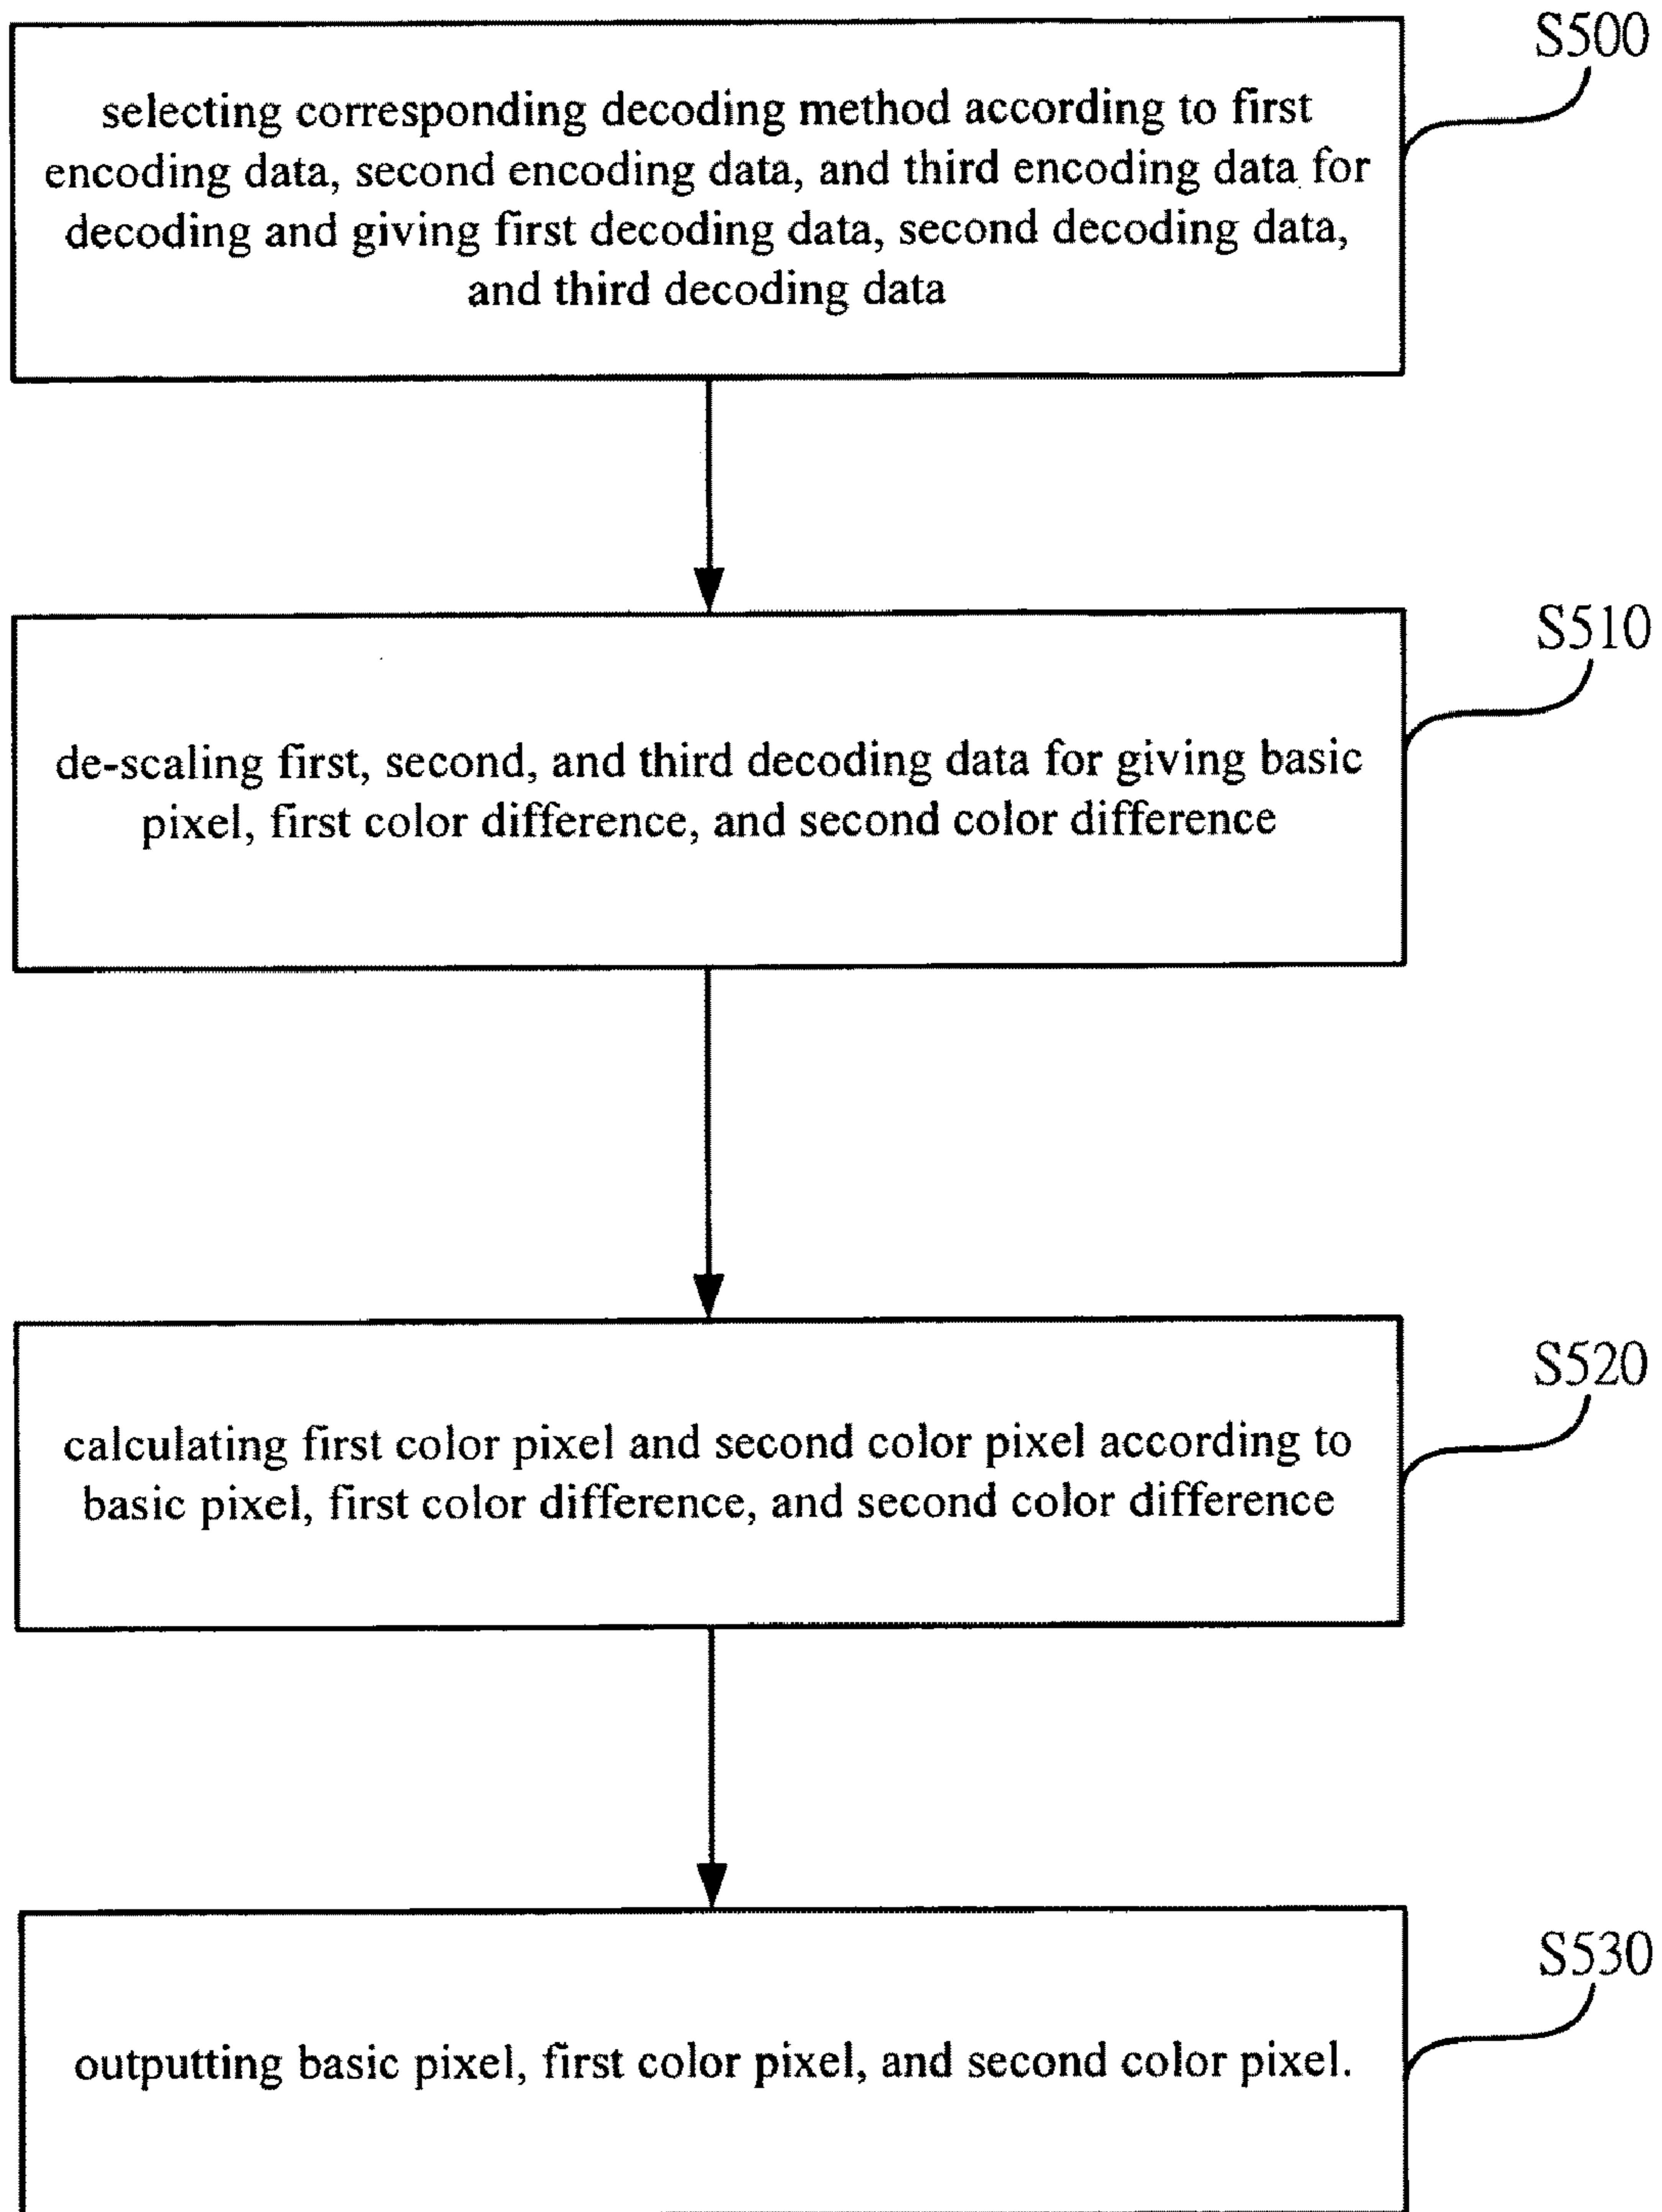 S500
selecting corresponding decoding method according to first
encoding data, second encoding data, and third encoding data for
decoding and giving first decoding data, second decoding data,
and third decoding data
S510
de-scaling first, second, and third decoding data for giving basic
pixel, first color difference, and second color difference
S520
calculating first color pixel and second color pixel according to
basic pixel, first color difference, and second color difference
S530
outputting basic pixel, first color pixel, and second color pixel.